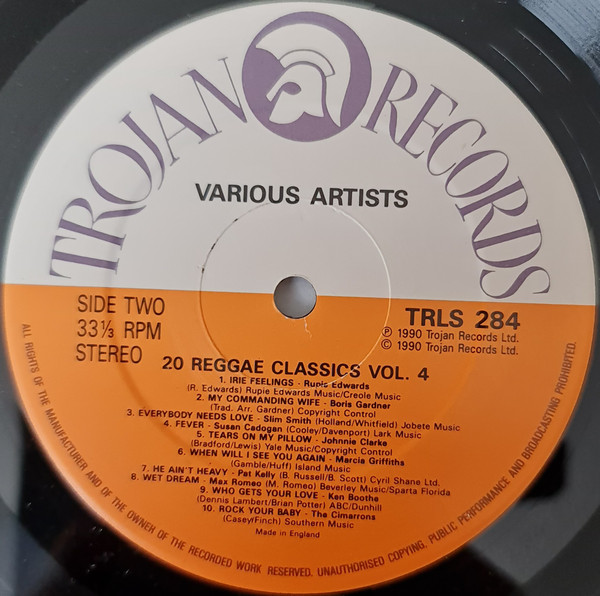 TROJAN RECORDS
VARIOUS ARTISTS
SIDE TWO
33⅓ RPM
STEREO
TRLS 284
℗ 1990 Trojan Records Ltd.
© 1990 Trojan Records Ltd.
20 REGGAE CLASSICS VOL. 4
1. IRIE FEELINGS - Rupie Edwards
(R. Edwards) Rupie Edwards Music/Creole Music
2. MY COMMANDING WIFE - Boris Gardner
(Trad. Arr. Gardner) Copyright Control
3. EVERYBODY NEEDS LOVE - Slim Smith (Holland/Whitfield) Jobete Music
4. FEVER - Susan Cadogan (Cooley/Davenport) Lark Music
5. TEARS ON MY PILLOW - Johnnie Clarke
(Bradford/Lewis) Yale Music/Copyright Control
6. WHEN WILL I SEE YOU AGAIN - Marcia Griffiths
(Gamble/Huff) Island Music
7. HE AIN'T HEAVY - Pat Kelly (B. Russell/B. Scott) Cyril Shane Ltd.
8. WET DREAM - Max Romeo (M. Romeo) Beverley Music/Sparta Florida
9. WHO GETS YOUR LOVE - Ken Boothe
(Dennis Lambert/Brian Potter) ABC/Dunhill
10. ROCK YOUR BABY - The Cimarrons
(Casey/Finch) Southern Music
Made in England
ALL RIGHTS OF THE MANUFACTURER AND OF THE OWNER OF THE RECORDED WORK RESERVED. UNAUTHORISED COPYING, PUBLIC PERFORMANCE AND BROADCASTING PROHIBITED.